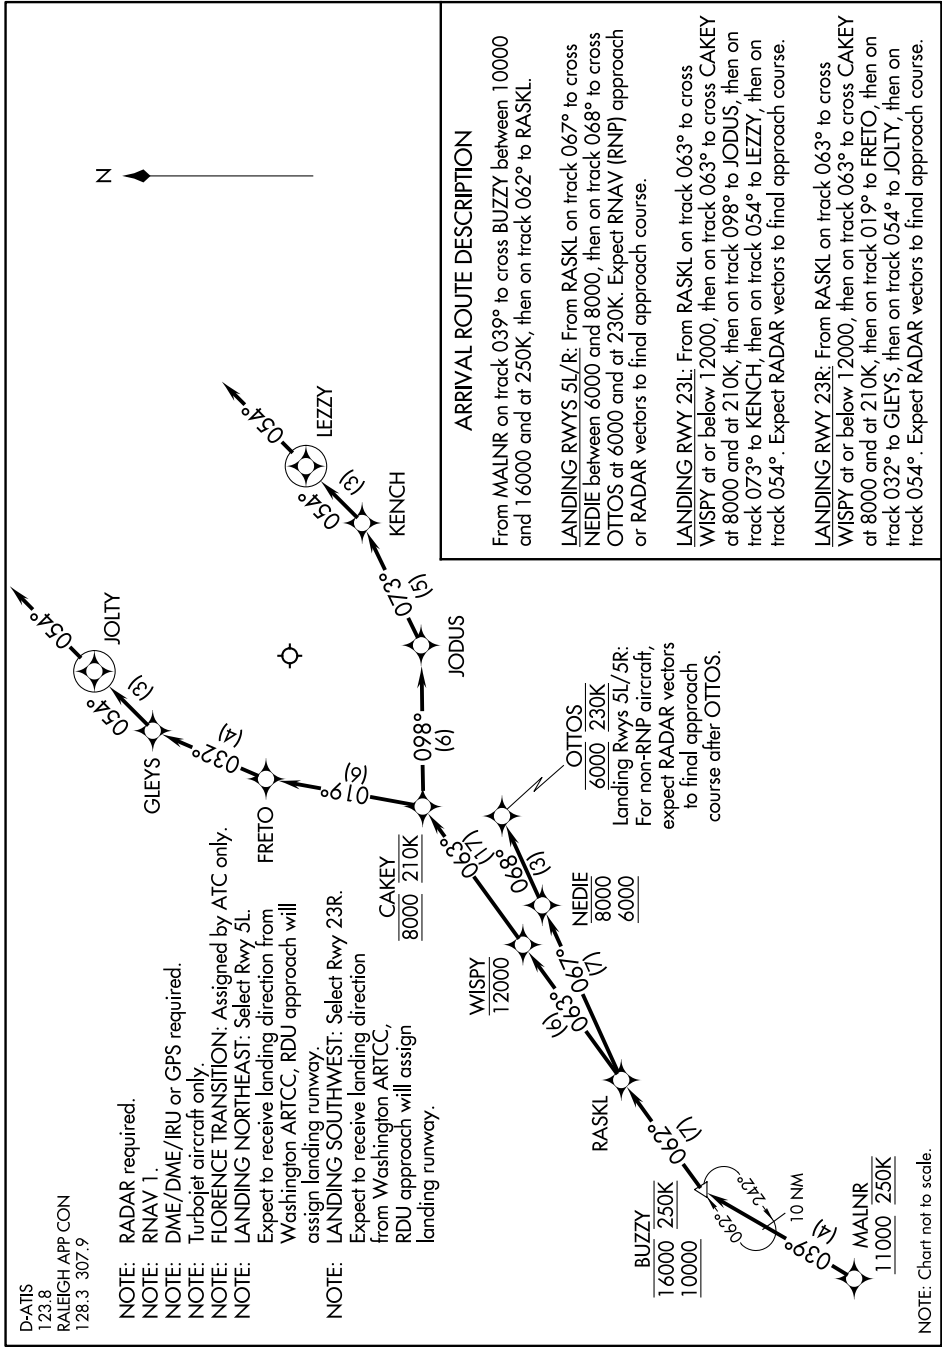 D-ATIS
123.8
RALEIGH APP CON
128.3 307.9
NOTE: RADAR required.
NOTE: RNAV 1.
NOTE: DME/DME/IRU or GPS required.
NOTE: Turbojet aircraft only.
NOTE: FLORENCE TRANSITION: Assigned by ATC only.
NOTE: LANDING NORTHEAST: Select Rwy 5L.
Expect to receive landing direction from
Washington ARTCC, RDU approach will
assign landing runway.
NOTE: LANDING SOUTHWEST: Select Rwy 23R.
Expect to receive landing direction
from Washington ARTCC,
RDU approach will assign
landing runway.
N
JOLTY
054°
054°
(3)
GLEYS
032°
(4)
FRETO
019°
(6)
LEZZY
054°
054°
(3)
KENCH
073°
(5)
JODUS
098°
(6)
CAKEY
8000 210K
063°
(17)
WISPY
12000
063°
(6)
OTTOS
6000 230K
Landing Rwys 5L/5R:
For non-RNP aircraft,
expect RADAR vectors
to final approach
course after OTTOS.
068°
(3)
NEDIE
8000
6000
067°
(7)
RASKL
062°
(7)
BUZZY
16000 250K
10000
062°
242°
10 NM
039°
(4)
MALNR
11000 250K
NOTE: Chart not to scale.
ARRIVAL ROUTE DESCRIPTION
From MALNR on track 039° to cross BUZZY between 10000
and 16000 and at 250K, then on track 062° to RASKL.
LANDING RWYS 5L/R: From RASKL on track 067° to cross
NEDIE between 6000 and 8000, then on track 068° to cross
OTTOS at 6000 and at 230K. Expect RNAV (RNP) approach
or RADAR vectors to final approach course.
LANDING RWY 23L: From RASKL on track 063° to cross
WISPY at or below 12000, then on track 063° to cross CAKEY
at 8000 and at 210K, then on track 098° to JODUS, then on
track 073° to KENCH, then on track 054° to LEZZY, then on
track 054°. Expect RADAR vectors to final approach course.
LANDING RWY 23R: From RASKL on track 063° to cross
WISPY at or below 12000, then on track 063° to cross CAKEY
at 8000 and at 210K, then on track 019° to FRETO, then on
track 032° to GLEYS, then on track 054° to JOLTY, then on
track 054°. Expect RADAR vectors to final approach course.